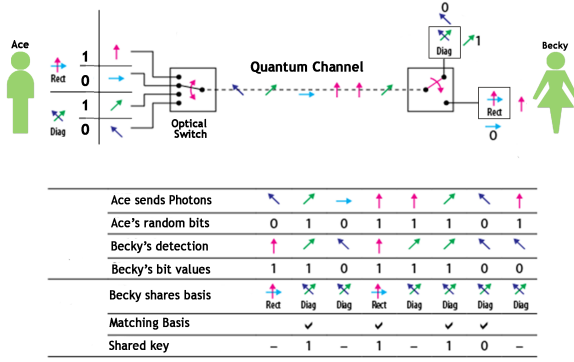 0
Ace
Becky
1
Diag
1
Quantum Channel
Rect
0
1
Diag
0
Optical
Switch
Rect
0
Ace sends Photons
Ace's random bits 0 1 0 1 1 1 0 1
Becky's detection
Becky's bit values 1 1 0 1 1 1 0 0
Becky shares basis
Rect Diag Diag Rect Diag Diag Diag Diag
Matching Basis
Shared key – 1 – 1 – 1 0 –